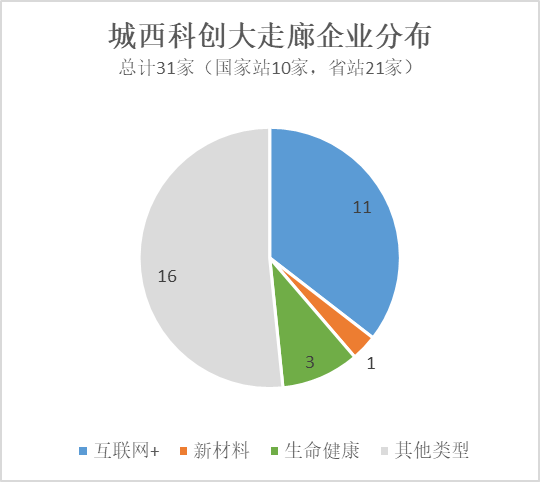 城西科创大走廊企业分布
总计31家（国家站10家，省站21家）
11
16
3
1
互联网+ 新材料 生命健康 其他类型